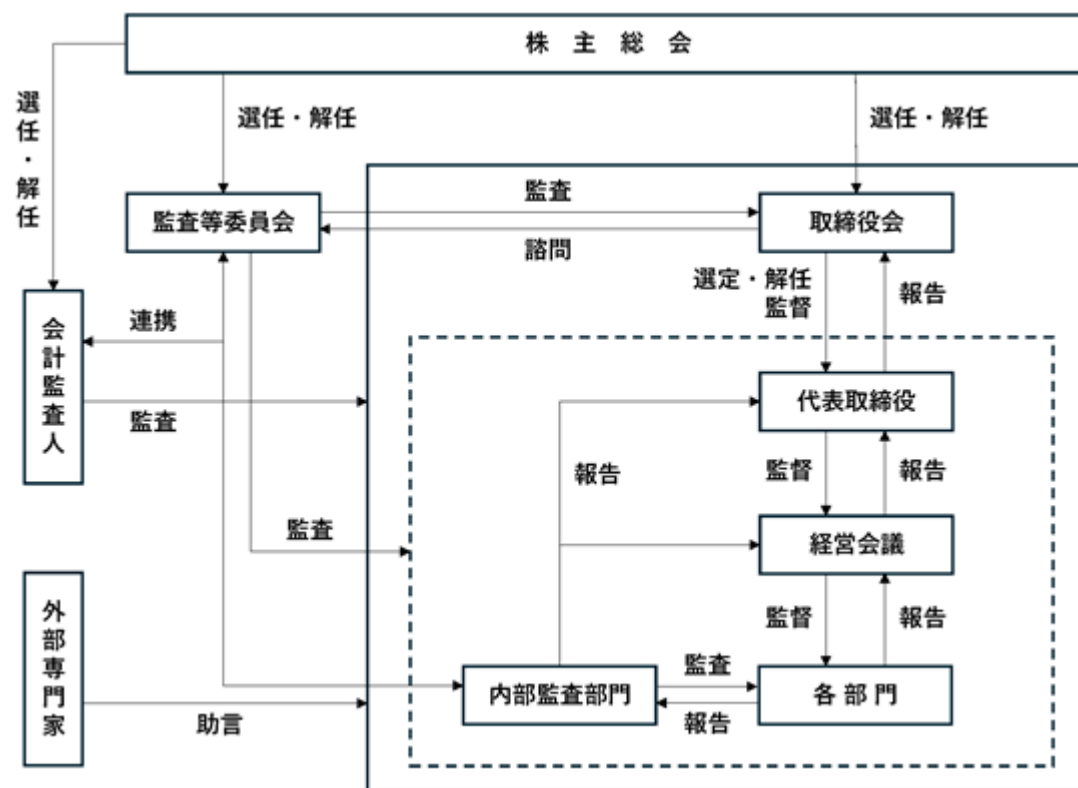 株 主 総 会
選任・解任
選任・解任
選任・解任
監査等委員会
監査
諮問
取締役会
選定・解任
監督
報告
会計監査人
連携
監査
代表取締役
監督
報告
報告
監査
経営会議
監督
報告
外部専門家
助言
内部監査部門
監査
報告
各 部 門